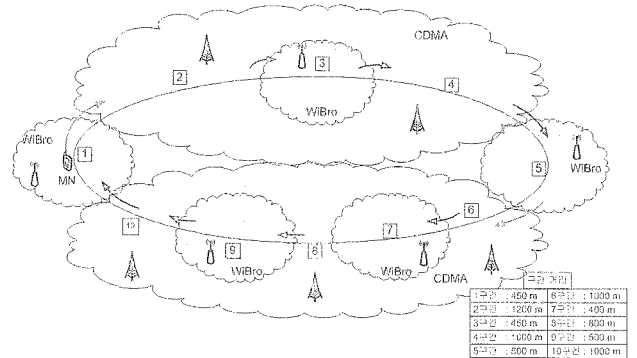 CDMA
2
3
4
WiBro
WiBro
1
MN
5
WiBro
10
9
8
7
6
WiBro
WiBro
CDMA
구간 거리
1구간 : 450 m 6구간 : 1000 m
2구간 : 1200 m 7구간 : 400 m
3구간 : 450 m 8구간 : 800 m
4구간 : 1000 m 9구간 : 500 m
5구간 : 500 m 10구간 : 1000 m